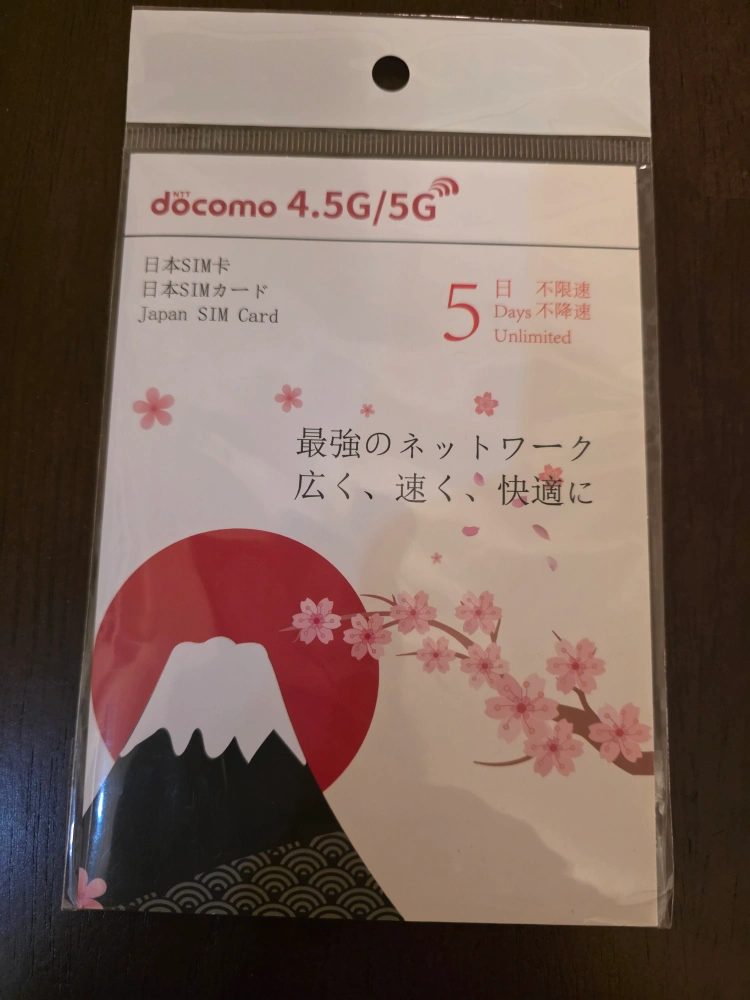 NTT
docomo 4.5G/5G
日本SIM卡
日本SIMカード
Japan SIM Card
5
日 不限速
Days 不降速
Unlimited
最強のネットワーク
広く、速く、快適に